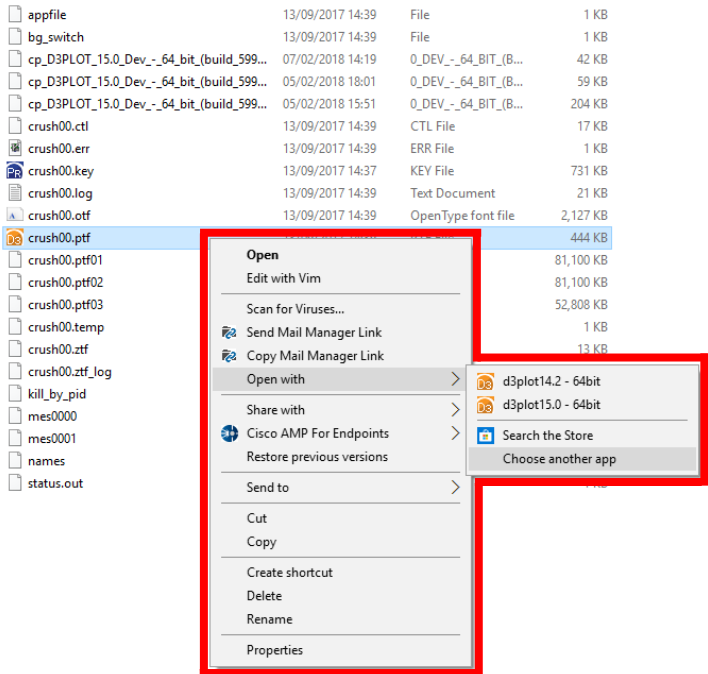 appfile 13/09/2017 14:39 File 1 KB
bg_switch 13/09/2017 14:39 File 1 KB
cp_D3PLOT_15.0_Dev_-_64_bit_(build_599... 07/02/2018 14:19 0_DEV_-_64_BIT_(B... 42 KB
cp_D3PLOT_15.0_Dev_-_64_bit_(build_599... 05/02/2018 18:01 0_DEV_-_64_BIT_(B... 59 KB
cp_D3PLOT_15.0_Dev_-_64_bit_(build_599... 05/02/2018 15:51 0_DEV_-_64_BIT_(B... 204 KB
crush00.ctl 13/09/2017 14:39 CTL File 17 KB
crush00.err 13/09/2017 14:39 ERR File 1 KB
crush00.key 13/09/2017 14:37 KEY File 731 KB
crush00.log 13/09/2017 14:39 Text Document 21 KB
crush00.otf 13/09/2017 14:39 OpenType font file 2,127 KB
crush00.ptf 444 KB
crush00.ptf01 81,100 KB
crush00.ptf02 81,100 KB
crush00.ptf03 52,808 KB
crush00.temp 1 KB
crush00.ztf 13 KB
crush00.ztf_log
kill_by_pid
mes0000
mes0001
names
status.out
Open
Edit with Vim
Scan for Viruses...
Send Mail Manager Link
Copy Mail Manager Link
Open with
Share with
Cisco AMP For Endpoints
Restore previous versions
Send to
Cut
Copy
Create shortcut
Delete
Rename
Properties
d3plot14.2 - 64bit
d3plot15.0 - 64bit
Search the Store
Choose another app